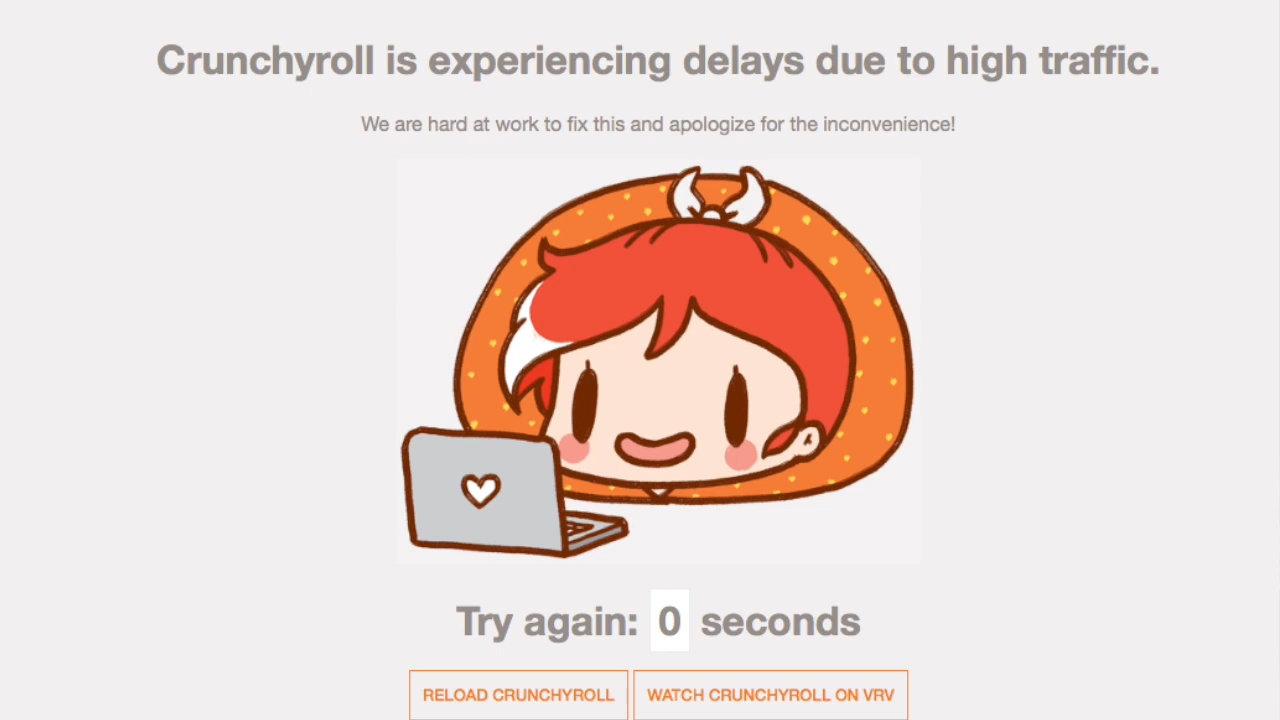 Crunchyroll is experiencing delays due to high traffic.
We are hard at work to fix this and apologize for the inconvenience!
Try again: 0 seconds
RELOAD CRUNCHYROLL WATCH CRUNCHYROLL ON VRV